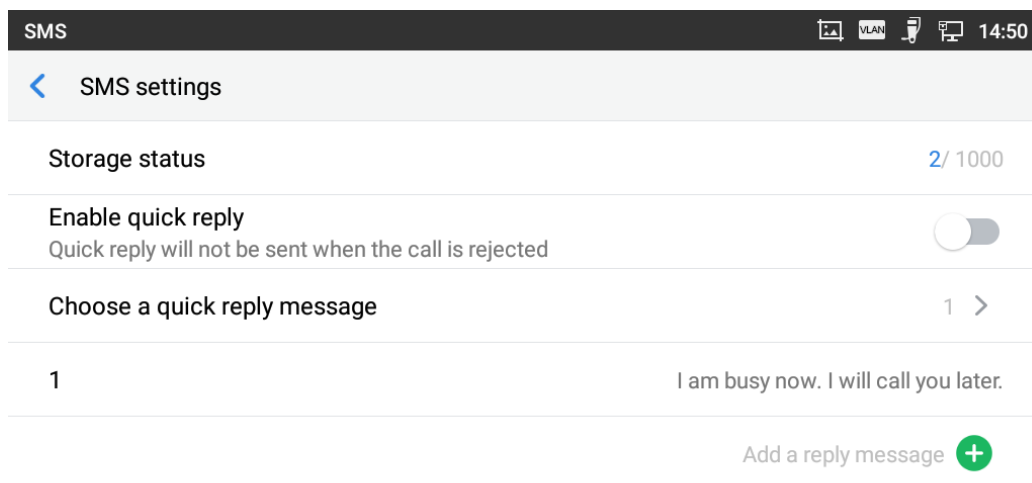 SMS VLAN 14:50
SMS settings
Storage status 2/ 1000
Enable quick reply
Quick reply will not be sent when the call is rejected
Choose a quick reply message 1
1 I am busy now. I will call you later.
Add a reply message